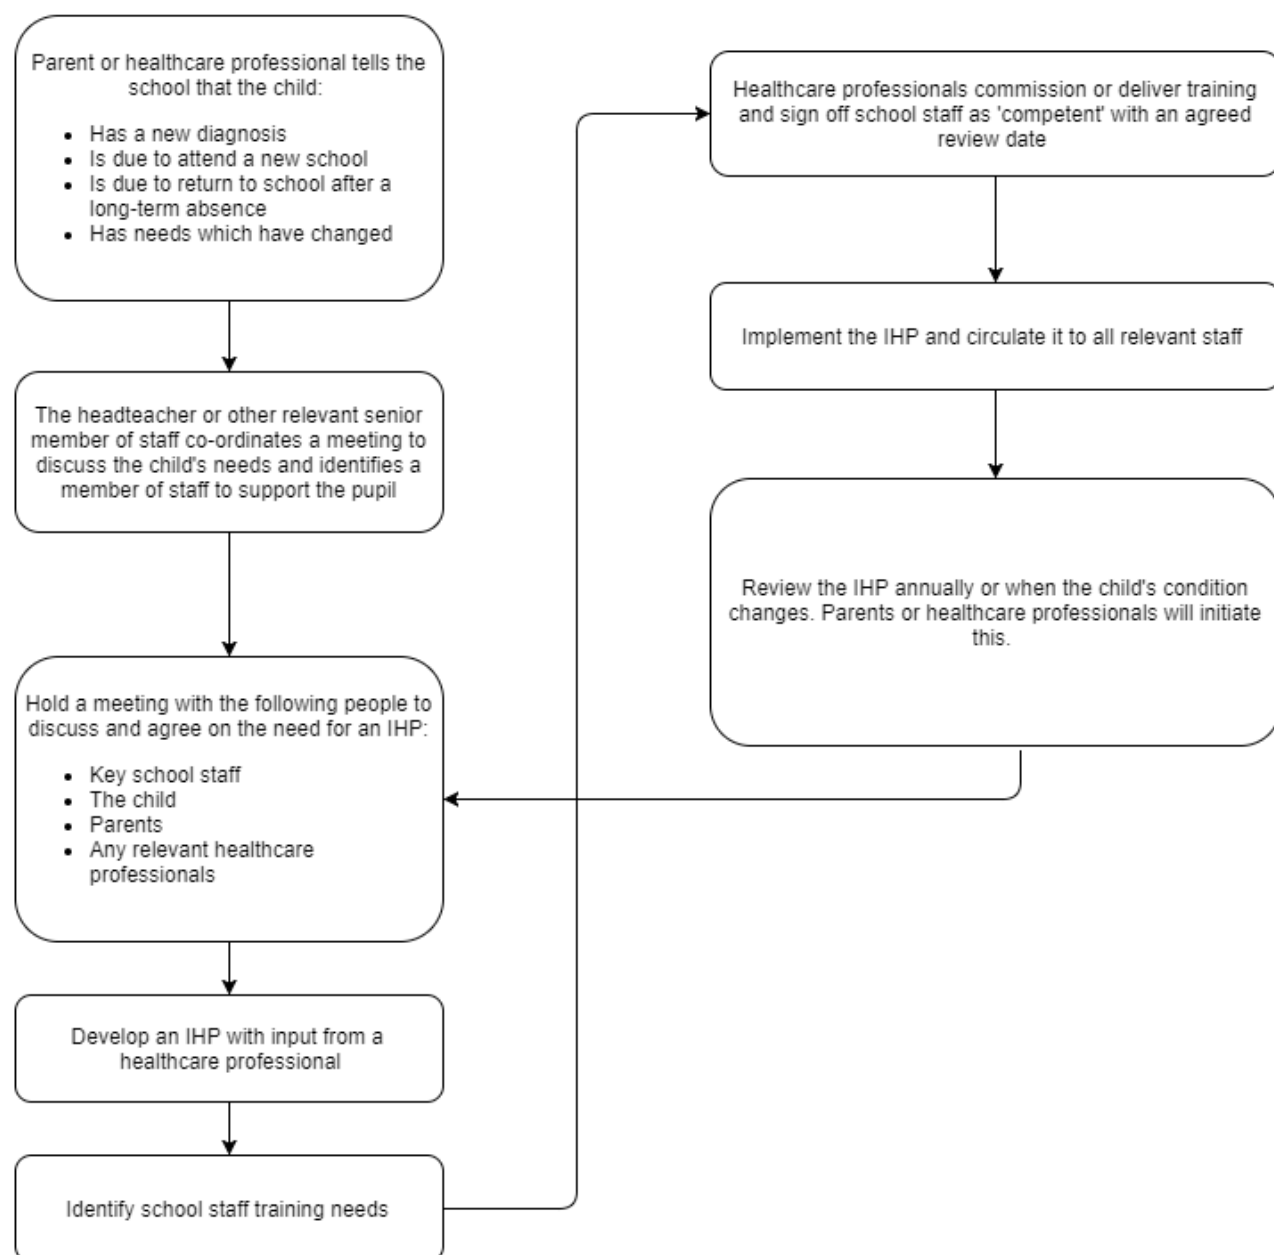 Parent or healthcare professional tells the
school that the child:
• Has a new diagnosis
• Is due to attend a new school
• Is due to return to school after a
long-term absence
• Has needs which have changed
The headteacher or other relevant senior
member of staff co-ordinates a meeting to
discuss the child's needs and identifies a
member of staff to support the pupil
Hold a meeting with the following people to
discuss and agree on the need for an IHP:
• Key school staff
• The child
• Parents
• Any relevant healthcare
professionals
Develop an IHP with input from a
healthcare professional
Identify school staff training needs
Healthcare professionals commission or deliver training
and sign off school staff as 'competent' with an agreed
review date
Implement the IHP and circulate it to all relevant staff
Review the IHP annually or when the child's condition
changes. Parents or healthcare professionals will initiate
this.